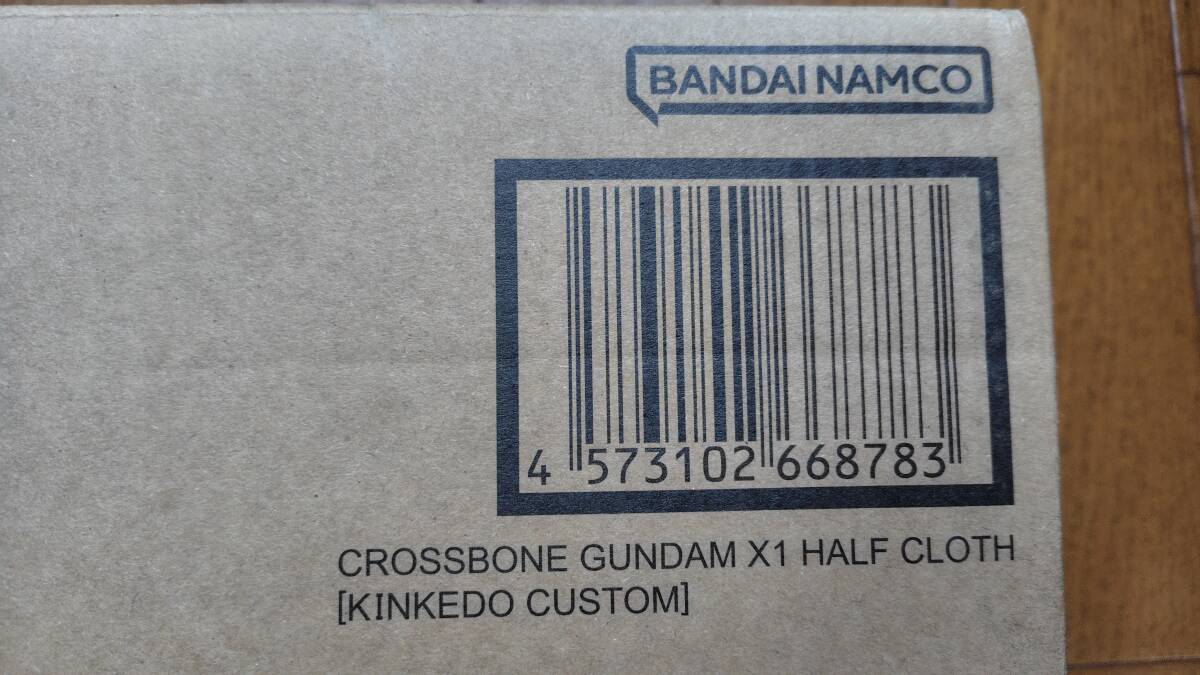 BANDAI NAMCO
4 573102 668783
CROSSBONE GUNDAM X1 HALF CLOTH
[KINKEDO CUSTOM]